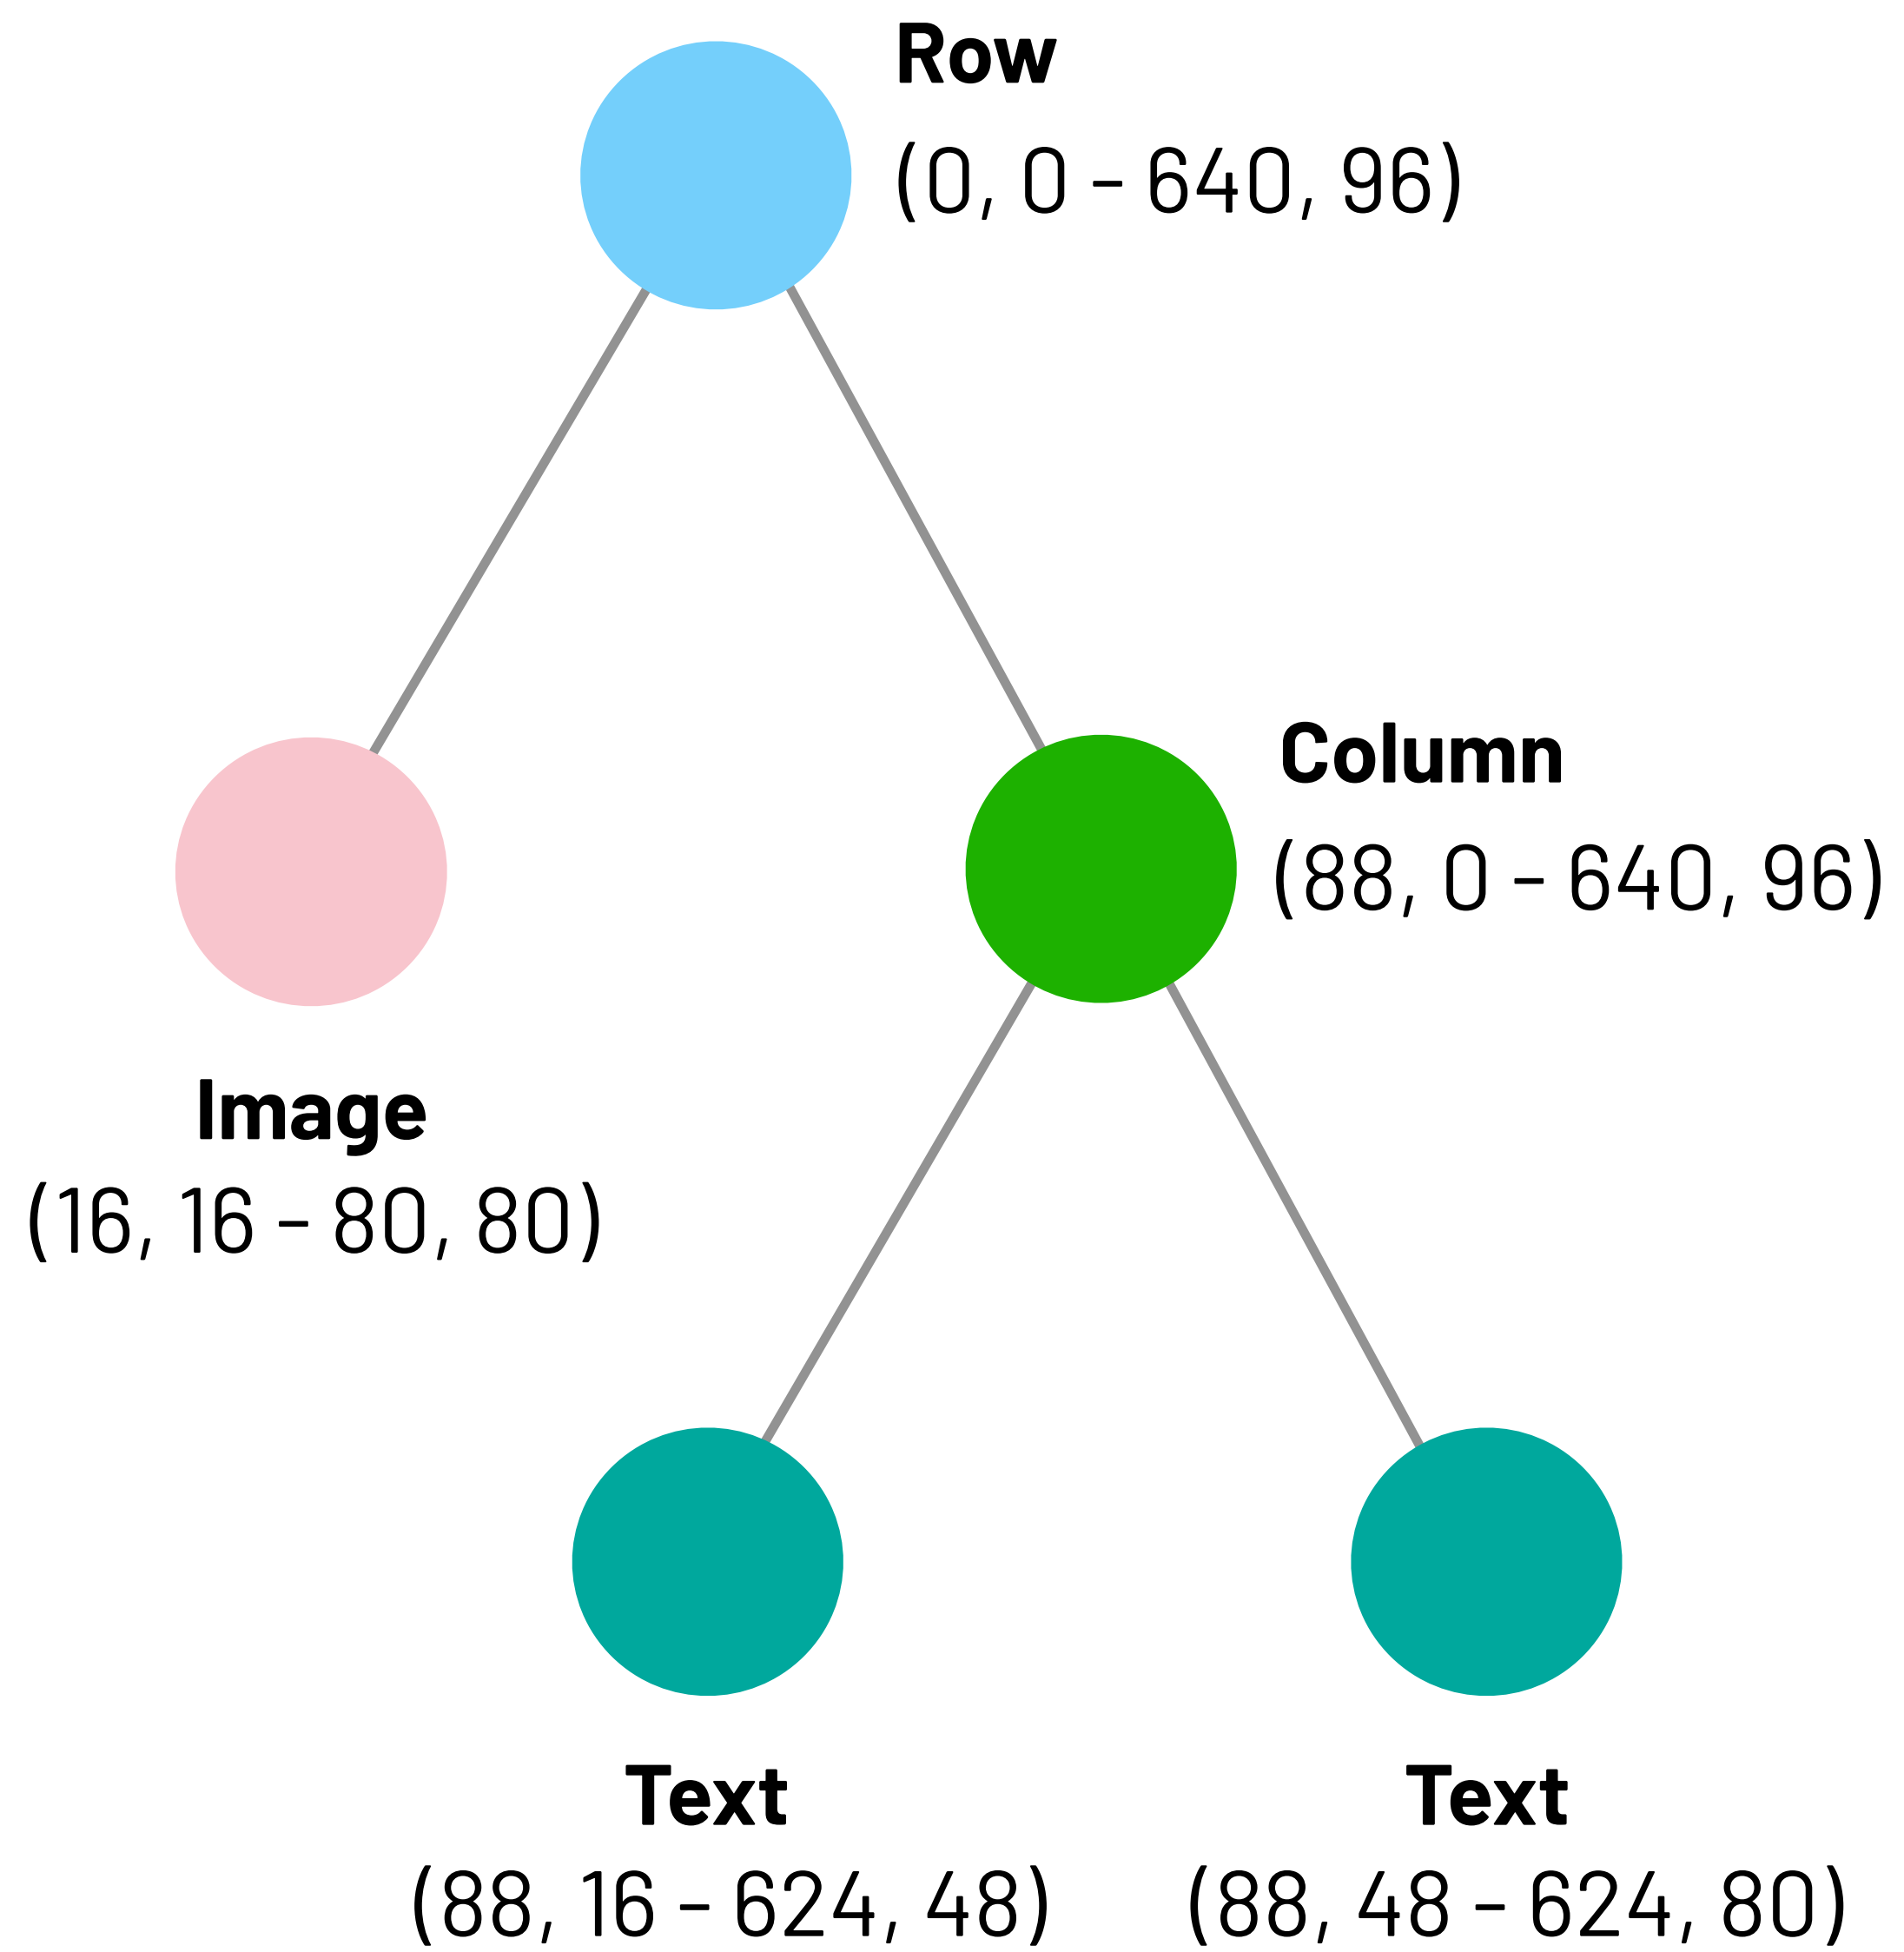 Row
(0, 0 – 640, 96)
Column
(88, 0 – 640, 96)
Image
(16, 16 – 80, 80)
Text
(88, 16 – 624, 48)
Text
(88, 48 – 624, 80)